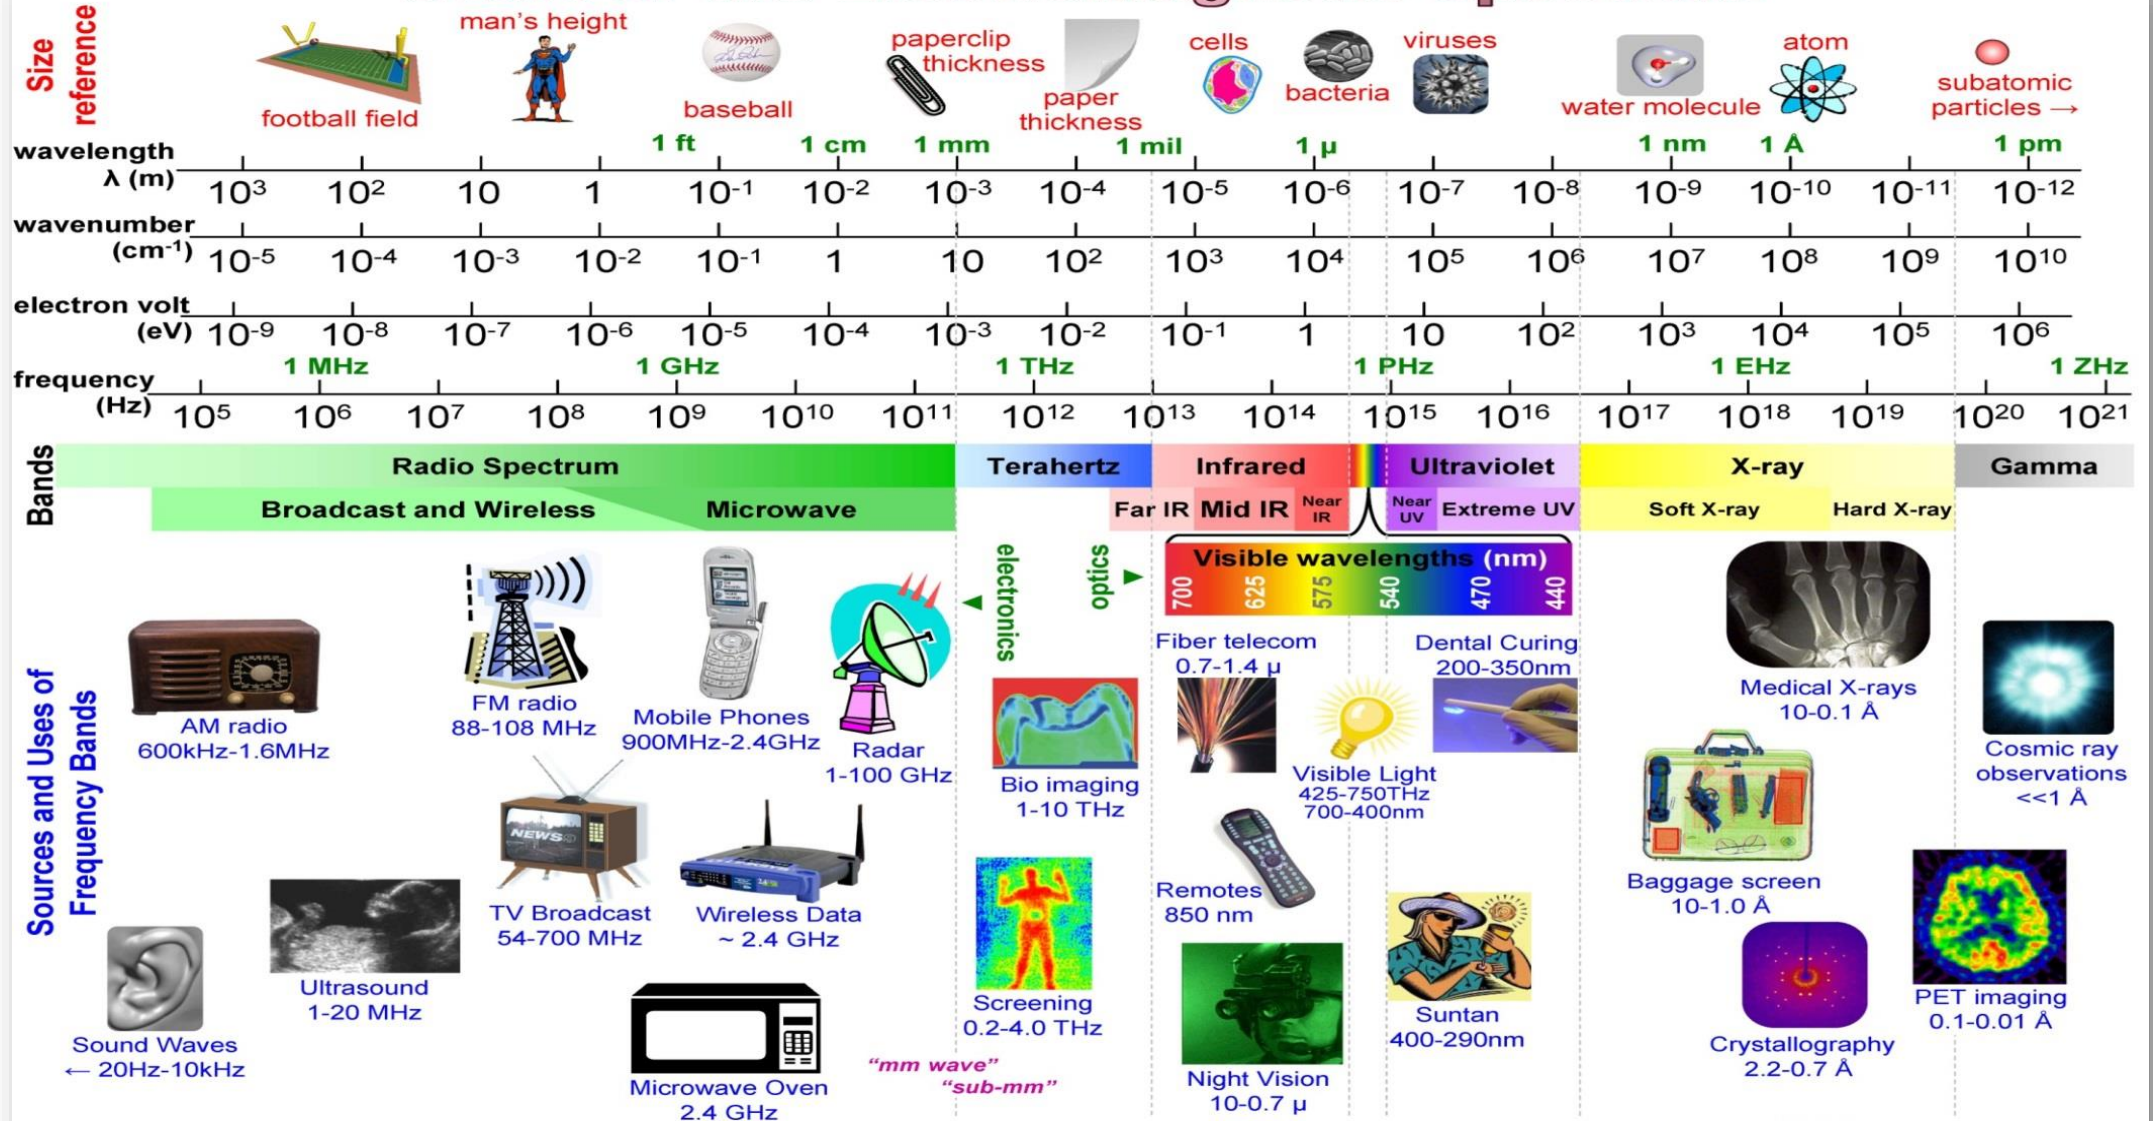 Size
reference
football field
man's height
baseball
paperclip
thickness
paper
thickness
cells
bacteria
viruses
water molecule
atom
subatomic
particles →
1 ft 1 cm 1 mm 1 mil 1 µ 1 nm 1 Å 1 pm
wavelength
λ (m)
10³ 10² 10 1 10⁻¹ 10⁻² 10⁻³ 10⁻⁴ 10⁻⁵ 10⁻⁶ 10⁻⁷ 10⁻⁸ 10⁻⁹ 10⁻¹⁰ 10⁻¹¹ 10⁻¹²
wavenumber
(cm⁻¹)
10⁻⁵ 10⁻⁴ 10⁻³ 10⁻² 10⁻¹ 1 10 10² 10³ 10⁴ 10⁵ 10⁶ 10⁷ 10⁸ 10⁹ 10¹⁰
electron volt
(eV)
10⁻⁹ 10⁻⁸ 10⁻⁷ 10⁻⁶ 10⁻⁵ 10⁻⁴ 10⁻³ 10⁻² 10⁻¹ 1 10 10² 10³ 10⁴ 10⁵ 10⁶
1 MHz 1 GHz 1 THz 1 PHz 1 EHz 1 ZHz
frequency
(Hz)
10⁵ 10⁶ 10⁷ 10⁸ 10⁹ 10¹⁰ 10¹¹ 10¹² 10¹³ 10¹⁴ 10¹⁵ 10¹⁶ 10¹⁷ 10¹⁸ 10¹⁹ 10²⁰ 10²¹
Bands
Radio Spectrum Terahertz Infrared Ultraviolet X-ray Gamma
Broadcast and Wireless Microwave Far IR Mid IR
Near
IR
Near
UV
Extreme UV Soft X-ray Hard X-ray
electronics
optics
Visible wavelengths (nm)
700 625 575 540 470 440
Sources and Uses of
Frequency Bands
AM radio
600kHz-1.6MHz
FM radio
88-108 MHz
Mobile Phones
900MHz-2.4GHz
Radar
1-100 GHz
Bio imaging
1-10 THz
Fiber telecom
0.7-1.4 µ
Dental Curing
200-350nm
Visible Light
425-750THz
700-400nm
Medical X-rays
10-0.1 Å
Cosmic ray
observations
<<1 Å
Sound Waves
← 20Hz-10kHz
Ultrasound
1-20 MHz
NEWS
TV Broadcast
54-700 MHz
Wireless Data
~ 2.4 GHz
Microwave Oven
2.4 GHz
"mm wave"
"sub-mm"
Screening
0.2-4.0 THz
Remotes
850 nm
Night Vision
10-0.7 µ
Suntan
400-290nm
Baggage screen
10-1.0 Å
Crystallography
2.2-0.7 Å
PET imaging
0.1-0.01 Å